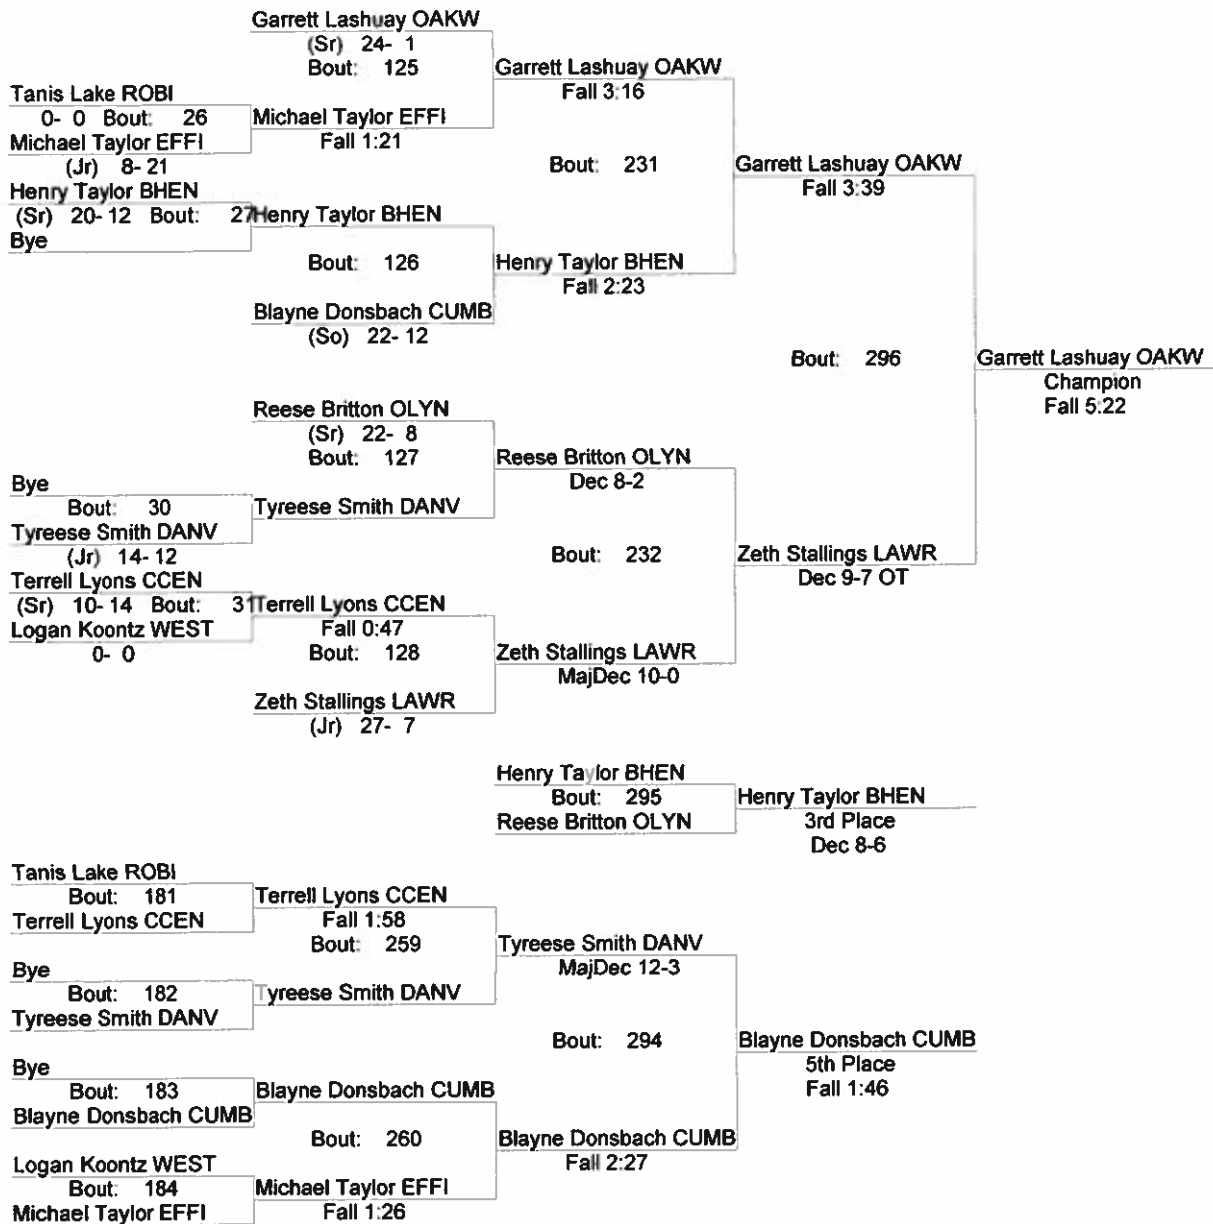 Garrett Lashuay OAKW
(Sr) 24- 1
Bout: 125
Garrett Lashuay OAKW
Fall 3:16
Tanis Lake ROBI
0- 0 Bout: 26
Michael Taylor EFFI
Michael Taylor EFFI
Fall 1:21
(Jr) 8- 21
Bout: 231
Garrett Lashuay OAKW
Fall 3:39
Henry Taylor BHEN
(Sr) 20- 12 Bout: 27
Henry Taylor BHEN
Bye
Bout: 126
Henry Taylor BHEN
Fall 2:23
Blayne Donsbach CUMB
(So) 22- 12
Bout: 296
Garrett Lashuay OAKW
Champion
Fall 5:22
Reese Britton OLYN
(Sr) 22- 8
Bout: 127
Reese Britton OLYN
Dec 8-2
Bye
Bout: 30
Tyreese Smith DANV
Tyreese Smith DANV
(Jr) 14- 12
Bout: 232
Zeth Stallings LAWR
Dec 9-7 OT
Terrell Lyons CCEN
(Sr) 10- 14 Bout: 31
Terrell Lyons CCEN
Logan Koontz WEST
Fall 0:47
0- 0
Bout: 128
Zeth Stallings LAWR
MajDec 10-0
Zeth Stallings LAWR
(Jr) 27- 7
Henry Taylor BHEN
Bout: 295
Henry Taylor BHEN
Reese Britton OLYN
3rd Place
Dec 8-6
Tanis Lake ROBI
Bout: 181
Terrell Lyons CCEN
Terrell Lyons CCEN
Fall 1:58
Bout: 259
Tyreese Smith DANV
MajDec 12-3
Bye
Bout: 182
Tyreese Smith DANV
Tyreese Smith DANV
Bout: 294
Blayne Donsbach CUMB
5th Place
Fall 1:46
Bye
Bout: 183
Blayne Donsbach CUMB
Blayne Donsbach CUMB
Bout: 260
Blayne Donsbach CUMB
Fall 2:27
Logan Koontz WEST
Bout: 184
Michael Taylor EFFI
Michael Taylor EFFI
Fall 1:26